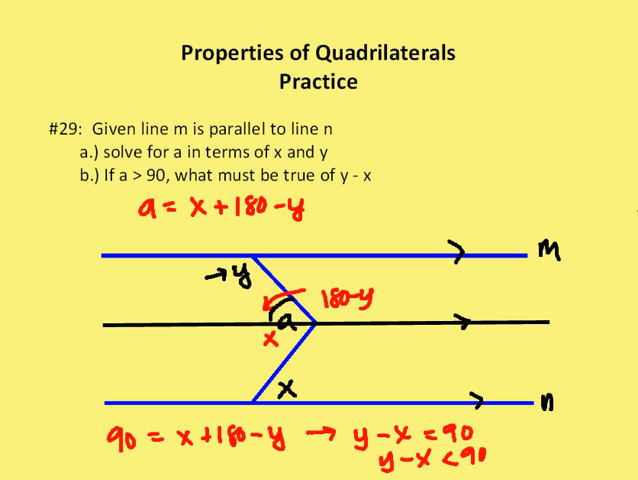 Properties of Quadrilaterals
Practice
#29: Given line m is parallel to line n
a.) solve for a in terms of x and y
b.) If a > 90, what must be true of y - x
a = x + 180 - y
m
→ y
180-y
a
x
x
n
90 = x + 180 - y → y - x = 90
y - x < 90